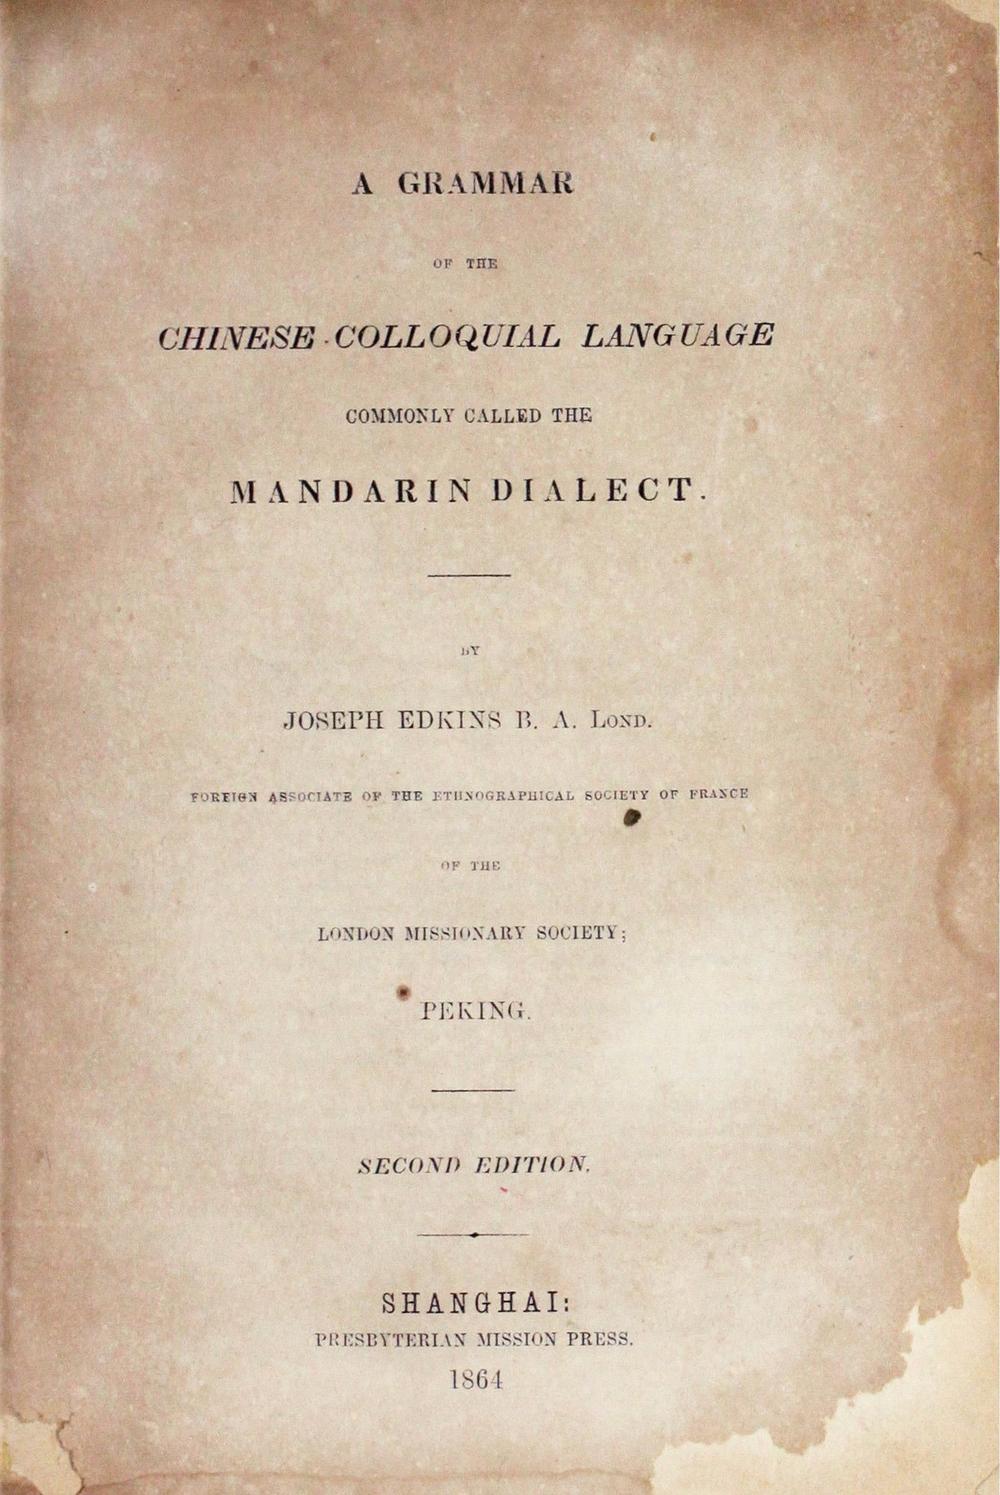 A GRAMMAR
OF THE
CHINESE COLLOQUIAL LANGUAGE
COMMONLY CALLED THE
MANDARIN DIALECT.
BY
JOSEPH EDKINS B. A. LOND.
FOREIGN ASSOCIATE OF THE ETHNOGRAPHICAL SOCIETY OF FRANCE
OF THE
LONDON MISSIONARY SOCIETY;
PEKING.
SECOND EDITION.
SHANGHAI:
PRESBYTERIAN MISSION PRESS.
1864